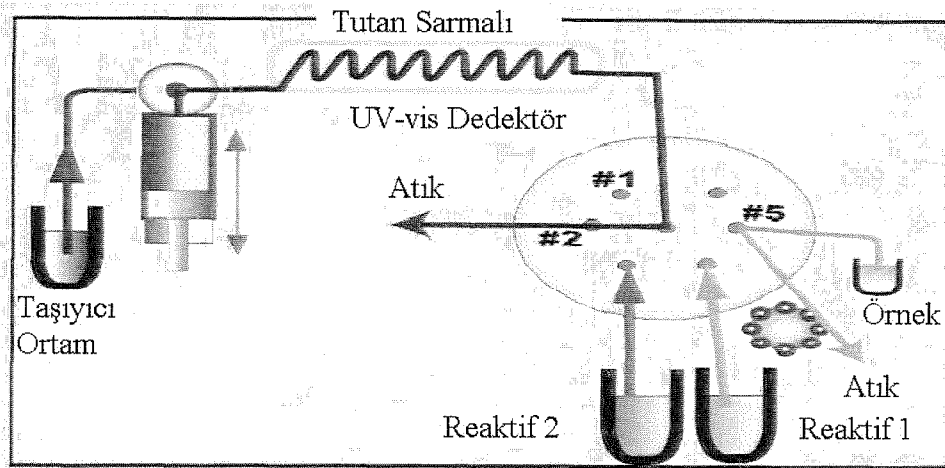 Tutan Sarmalı
UV-vis Dedektör
Atık
#1
#2
#5
Taşıyıcı
Ortam
Örnek
Atık
Reaktif 2
Reaktif 1